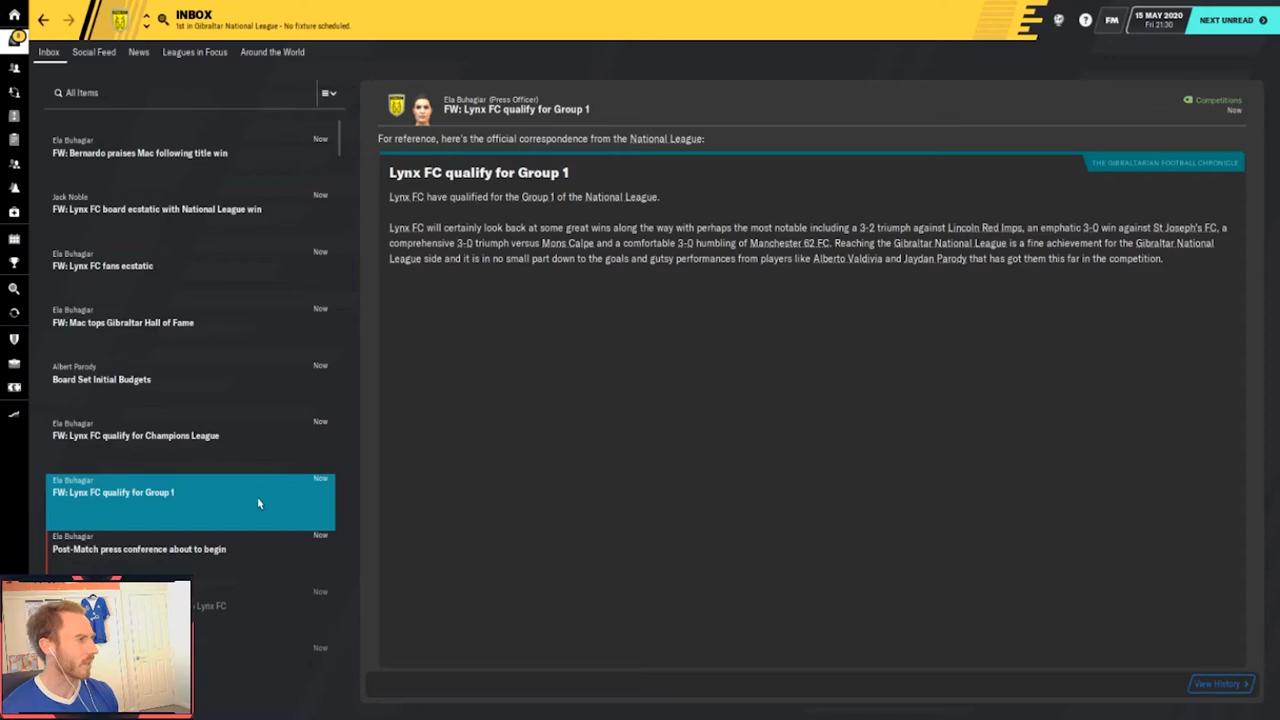 INBOX
1st in Gibraltar National League - No fixture scheduled.
FM
15 MAY 2020
Fri 21:30
NEXT UNREAD
Inbox
Social Feed
News
Leagues in Focus
Around the World
All Items
Ela Buhagiar
Now
FW: Bernardo praises Mac following title win
Jack Noble
Now
FW: Lynx FC board ecstatic with National League win
Ela Buhagiar
Now
FW: Lynx FC fans ecstatic
Ela Buhagiar
Now
FW: Mac tops Gibraltar Hall of Fame
Albert Parody
Now
Board Set Initial Budgets
Ela Buhagiar
Now
FW: Lynx FC qualify for Champions League
Ela Buhagiar
Now
FW: Lynx FC qualify for Group 1
Ela Buhagiar
Now
Post-Match press conference about to begin
Now
Lynx FC
Now
Ela Buhagiar (Press Officer)
FW: Lynx FC qualify for Group 1
Competitions
Now
For reference, here's the official correspondence from the National League:
THE GIBRALTARIAN FOOTBALL CHRONICLE
Lynx FC qualify for Group 1
Lynx FC have qualified for the Group 1 of the National League.
Lynx FC will certainly look back at some great wins along the way with perhaps the most notable including a 3-2 triumph against Lincoln Red Imps, an emphatic 3-0 win against St Joseph's FC, a
comprehensive 3-0 triumph versus Mons Calpe and a comfortable 3-0 humbling of Manchester 62 FC. Reaching the Gibraltar National League is a fine achievement for the Gibraltar National
League side and it is in no small part down to the goals and gutsy performances from players like Alberto Valdivia and Jaydan Parody that has got them this far in the competition.
View History